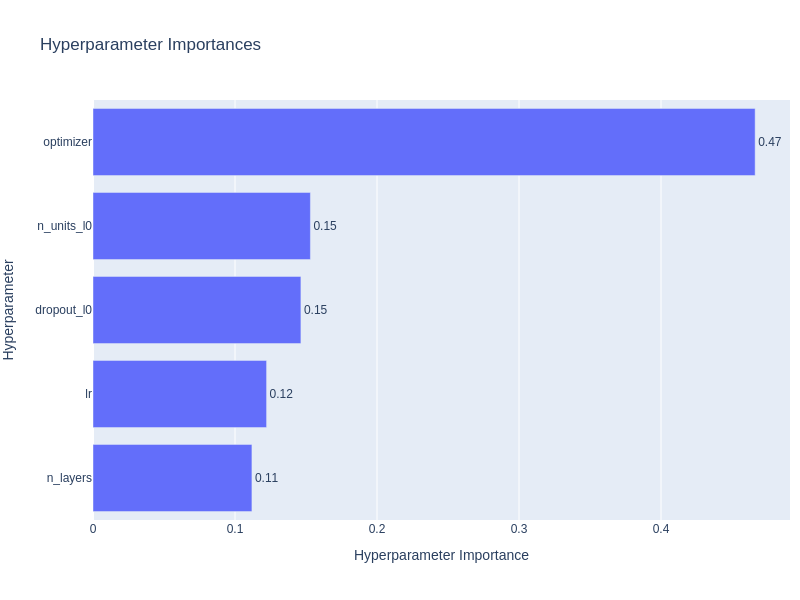 Hyperparameter Importances
Hyperparameter
optimizer
0.47
n_units_l0
0.15
dropout_l0
0.15
lr
0.12
n_layers
0.11
0
0.1
0.2
0.3
0.4
Hyperparameter Importance